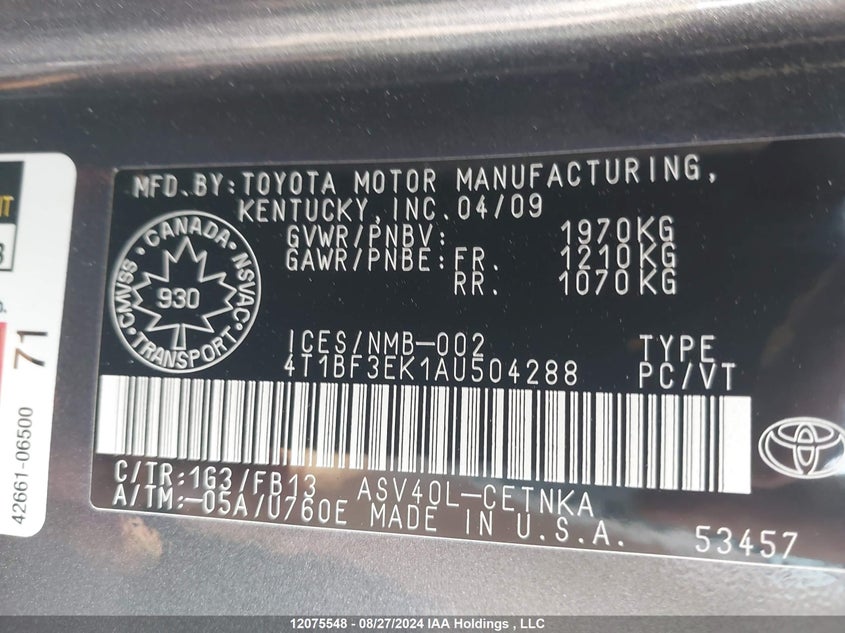 MFD. BY: TOYOTA MOTOR MANUFACTURING,
KENTUCKY, INC. 04/09
GVWR/PNBV: 1970KG
GAWR/PNBE: FR. 1210KG
RR. 1070KG
CANADA
CMVSS
NSVAC
930
TRANSPORT
ICES/NMB-002 TYPE
4T1BF3EK1AU504288 PC/VT
C/TR: 1G3/FB13 ASV40L-CETNKA
A/TM: -05A/U760E MADE IN U.S.A. 53457
71
42661-06500
12075548 - 08/27/2024 IAA Holdings , LLC